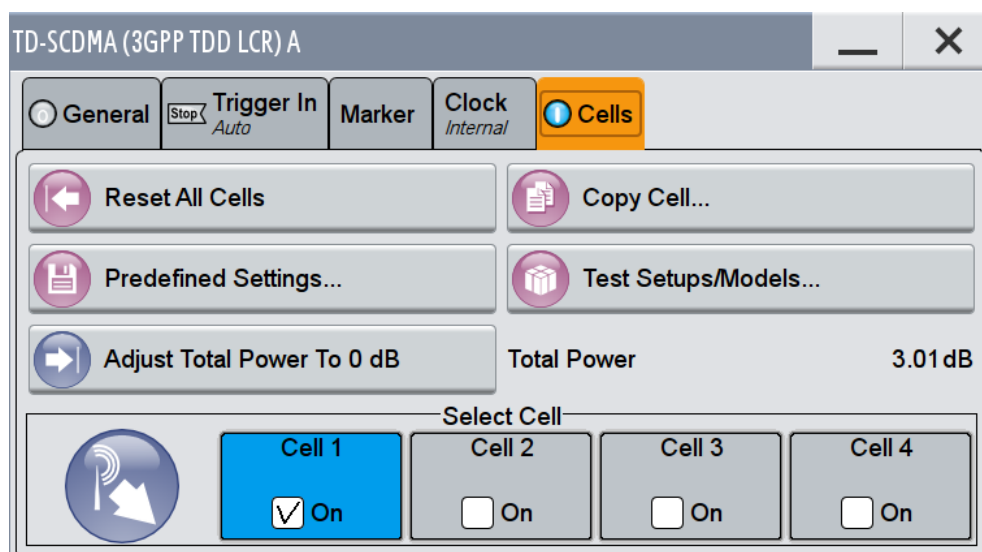 TD-SCDMA (3GPP TDD LCR) A
General
Stop
Trigger In
Auto
Marker
Clock
Internal
Cells
Reset All Cells
Copy Cell...
Predefined Settings...
Test Setups/Models...
Adjust Total Power To 0 dB
Total Power
3.01 dB
Select Cell
Cell 1
Cell 2
Cell 3
Cell 4
On
On
On
On